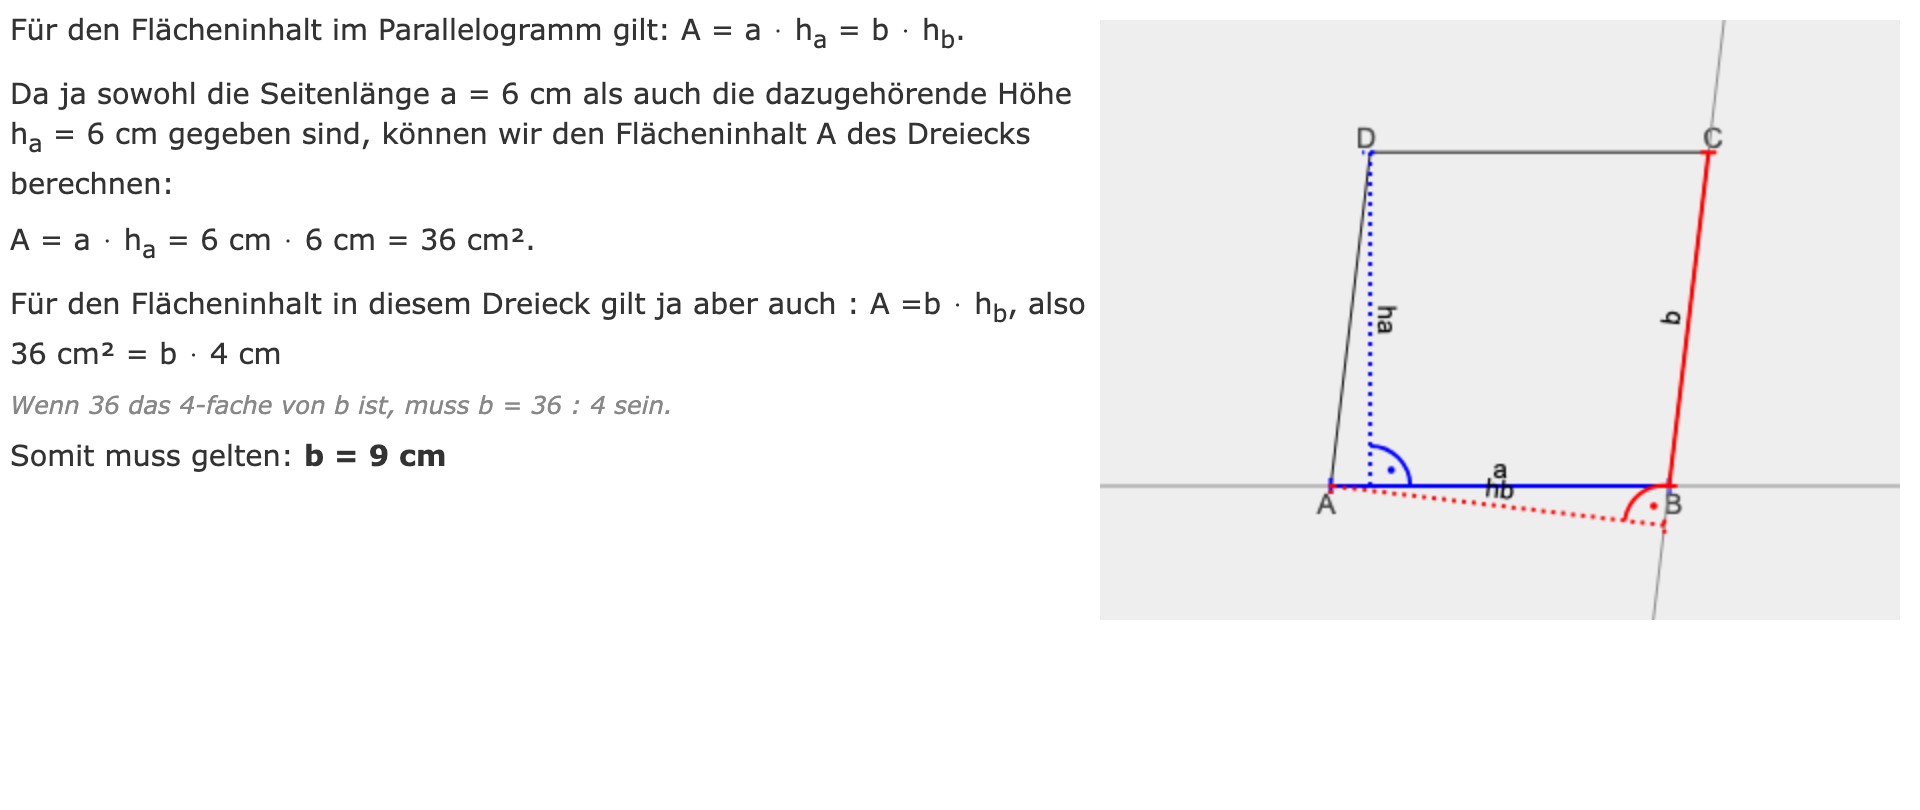 Für den Flächeninhalt im Parallelogramm gilt: A = a · hₐ = b · h_b.
Da ja sowohl die Seitenlänge a = 6 cm als auch die dazugehörende Höhe
hₐ = 6 cm gegeben sind, können wir den Flächeninhalt A des Dreiecks
berechnen:
A = a · hₐ = 6 cm · 6 cm = 36 cm².
Für den Flächeninhalt in diesem Dreieck gilt ja aber auch : A =b · h_b, also
36 cm² = b · 4 cm
Wenn 36 das 4-fache von b ist, muss b = 36 : 4 sein.
Somit muss gelten: b = 9 cm
D
C
ha
b
a
hb
A
B